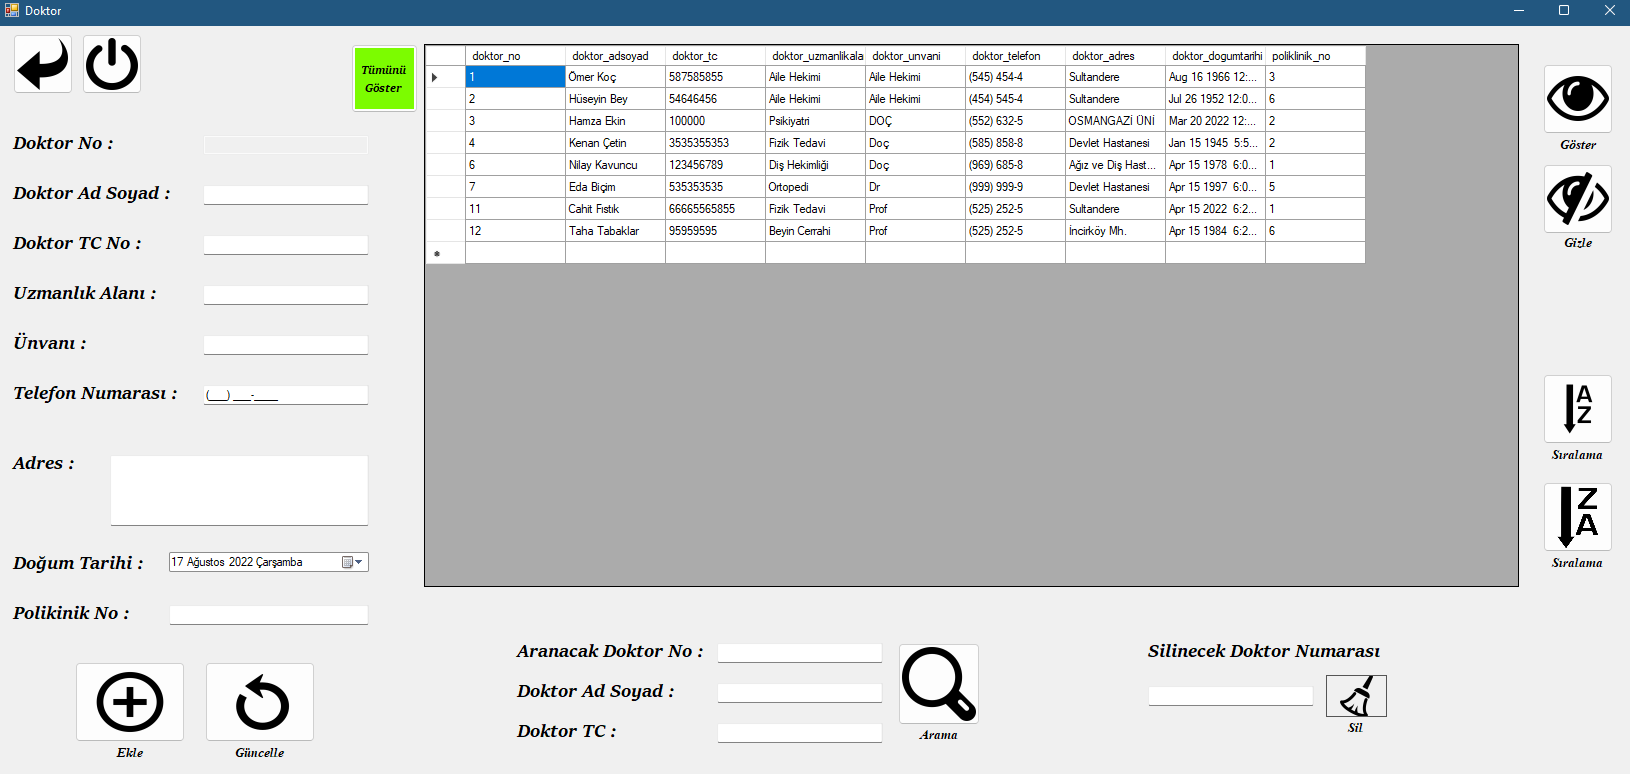 Doktor
Tümünü
Göster
Doktor No :
Doktor Ad Soyad :
Doktor TC No :
Uzmanlık Alanı :
Ünvanı :
Telefon Numarası :
(___) ___-____
Adres :
Doğum Tarihi :
17 Ağustos 2022 Çarşamba
Polikinik No :
Ekle
Güncelle
doktor_no doktor_adsoyad doktor_tc doktor_uzmanlikala doktor_unvani doktor_telefon doktor_adres doktor_dogumtarihi poliklinik_no
1 Ömer Koç 587585855 Aile Hekimi Aile Hekimi (545) 454-4 Sultandere Aug 16 1966 12:... 3
2 Hüseyin Bey 54646456 Aile Hekimi Aile Hekimi (454) 545-4 Sultandere Jul 26 1952 12:0... 6
3 Hamza Ekin 100000 Psikiyatri DOÇ (552) 632-5 OSMANGAZİ ÜNİ Mar 20 2022 12:... 2
4 Kenan Çetin 3535355353 Fizik Tedavi Doç (585) 858-8 Devlet Hastanesi Jan 15 1945 5:5... 2
6 Nilay Kavuncu 123456789 Diş Hekimliği Doç (969) 685-8 Ağız ve Diş Hast... Apr 15 1978 6:0... 1
7 Eda Biçim 535353535 Ortopedi Dr (999) 999-9 Devlet Hastanesi Apr 15 1997 6:0... 5
11 Cahit Fıstık 66665565855 Fizik Tedavi Prof (525) 252-5 Sultandere Apr 15 2022 6:2... 1
12 Taha Tabaklar 95959595 Beyin Cerrahi Prof (525) 252-5 İncirköy Mh. Apr 15 1984 6:2... 6
Göster
Gizle
A
Z
Sıralama
Z
A
Sıralama
Aranacak Doktor No :
Doktor Ad Soyad :
Doktor TC :
Arama
Silinecek Doktor Numarası
Sil